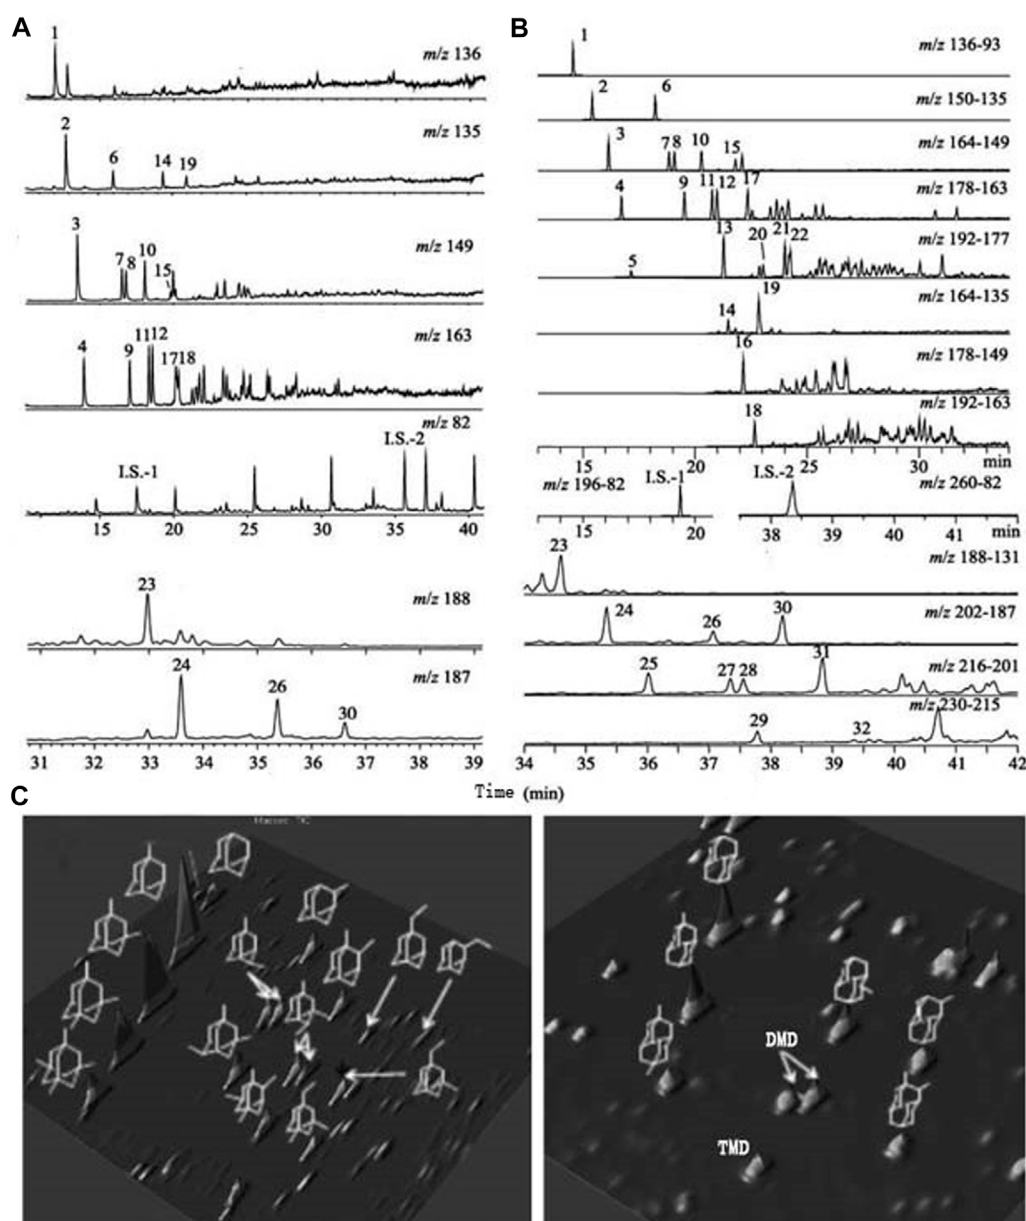 A
1
m/z 136
2
6
14
19
m/z 135
3
7
8
10
15
m/z 149
4
9
11
12
17
18
m/z 163
m/z 82
I.S.-1
I.S.-2
20 25 30 35 40
23
m/z 188
24
26
30
m/z 187
31 32 33 34 35 36 37 38 39
B
1
m/z 136-93
2
6
m/z 150-135
3
7 8
10
15
m/z 164-149
4
9
11
12
17
m/z 178-163
5
13
20
21
22
m/z 192-177
14
19
m/z 164-135
16
m/z 178-149
18
m/z 192-163
15 20 25 30 min
m/z 196-82
I.S.-1
I.S.-2
m/z 260-82
15 20 38 39 40 41 min
23
m/z 188-131
24
26
30
m/z 202-187
25
27 28
31
m/z 216-201
29
32
m/z 230-215
34 35 36 37 38 39 40 41 42
Time (min)
C
DMD
TMD